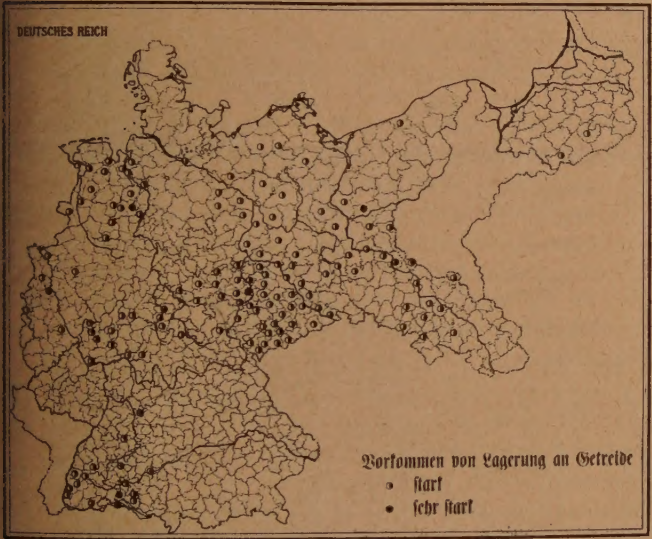 DEUTSCHES REICH
Vorkommen von Lagerung an Getreide
stark
sehr stark